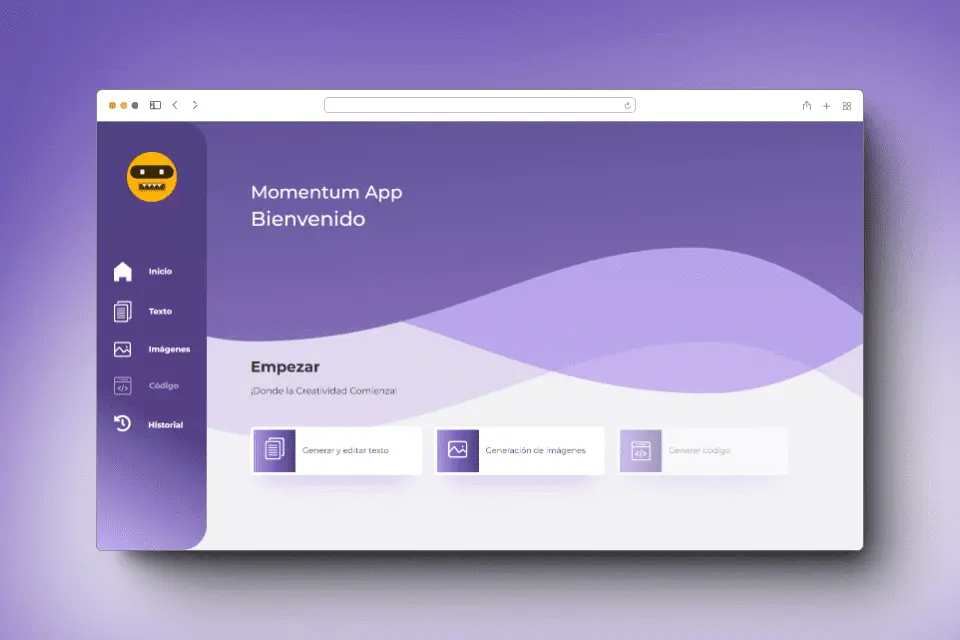 Momentum App
Bienvenido
Inicio
Texto
Imágenes
Código
Historial
Empezar
¡Donde la Creatividad Comienza!
Generar y editar texto
Generación de imágenes
Generar código